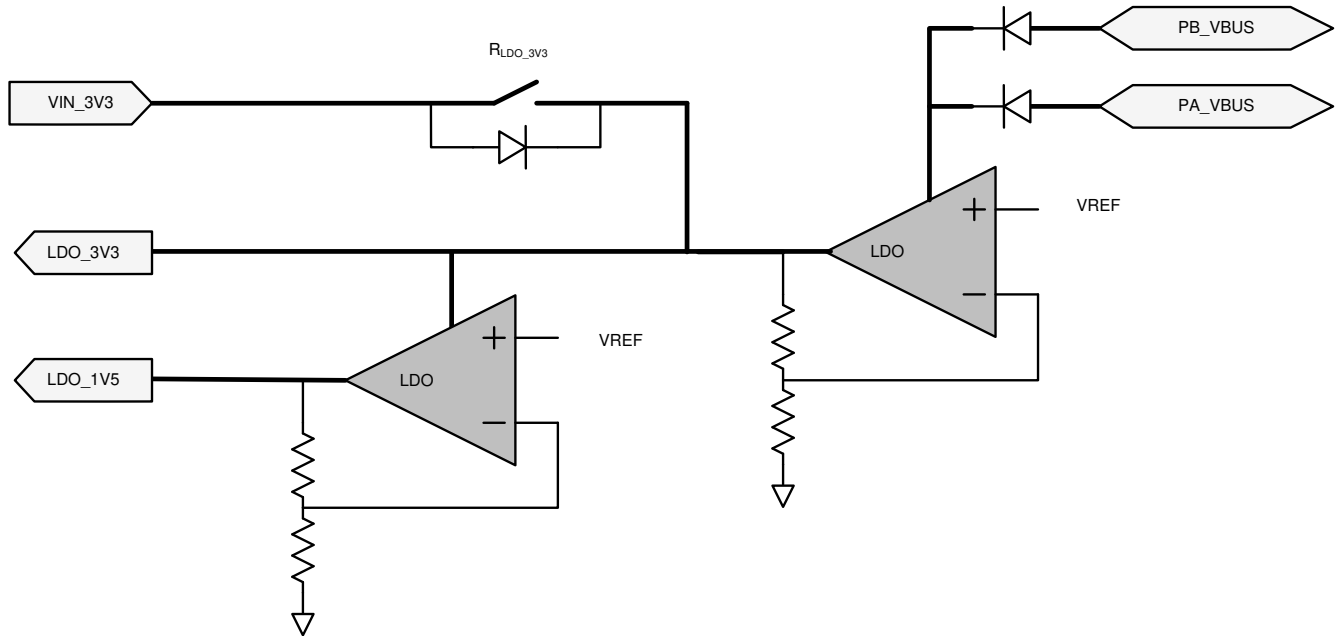 PB_VBUS
RLDO_3V3
VIN_3V3
PA_VBUS
+
VREF
LDO_3V3
LDO
−
+
VREF
LDO_1V5
LDO
−